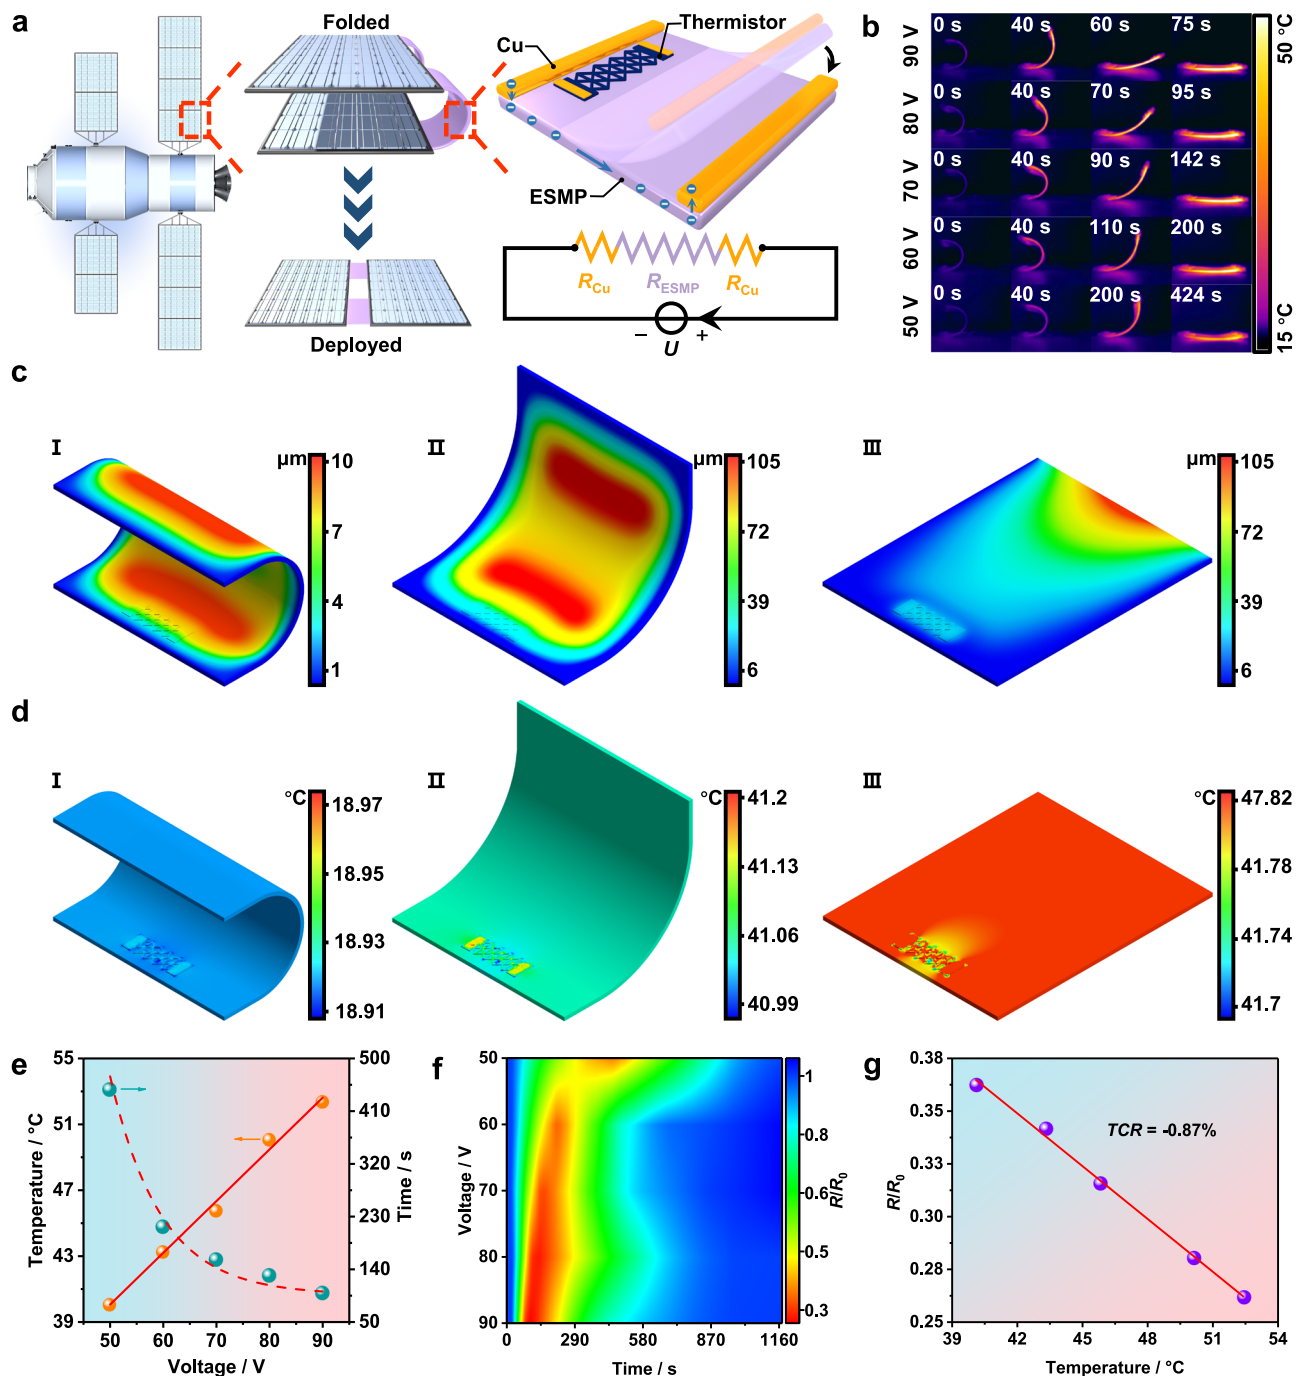 a
Folded
Deployed
Thermistor
Cu
ESMP
R_Cu R_ESMP R_Cu
− U +
b
90 V 0 s 40 s 60 s 75 s
80 V 0 s 40 s 70 s 95 s
70 V 0 s 40 s 90 s 142 s
60 V 0 s 40 s 110 s 200 s
50 V 0 s 40 s 200 s 424 s
50 °C
15 °C
c
I
µm 10
7
4
1
II
µm 105
72
39
6
III
µm 105
72
39
6
d
I
°C 18.97
18.95
18.93
18.91
II
°C 41.2
41.13
41.06
40.99
III
°C 47.82
41.78
41.74
41.7
e
Temperature / °C
55
51
47
43
39
500
410
320
230
140
50
Time / s
50 60 70 80 90
Voltage / V
f
Voltage / V
50
60
70
80
90
0 290 580 870 1160
Time / s
1
0.8
0.6
0.5
0.3
R/R₀
g
R/R₀
0.38
0.35
0.33
0.30
0.28
0.25
TCR = -0.87%
39 42 45 48 51 54
Temperature / °C